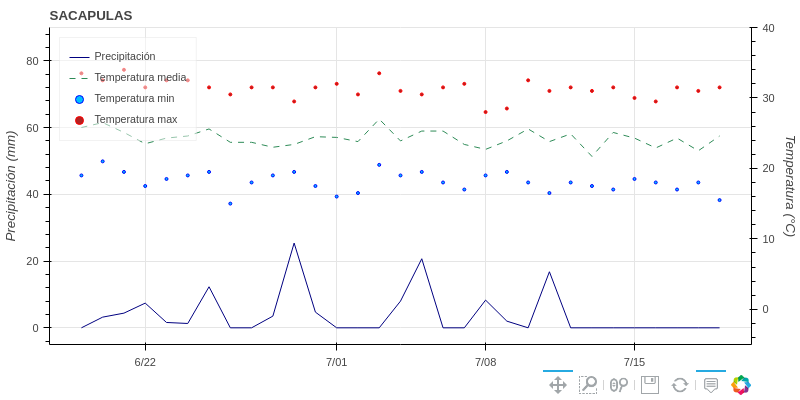 SACAPULAS
Precipitación
Temperatura media
Temperatura min
Temperatura max
Precipitación (mm)
80
60
40
20
0
40
30
20
10
0
Temperatura (°C)
6/22
7/01
7/08
7/15